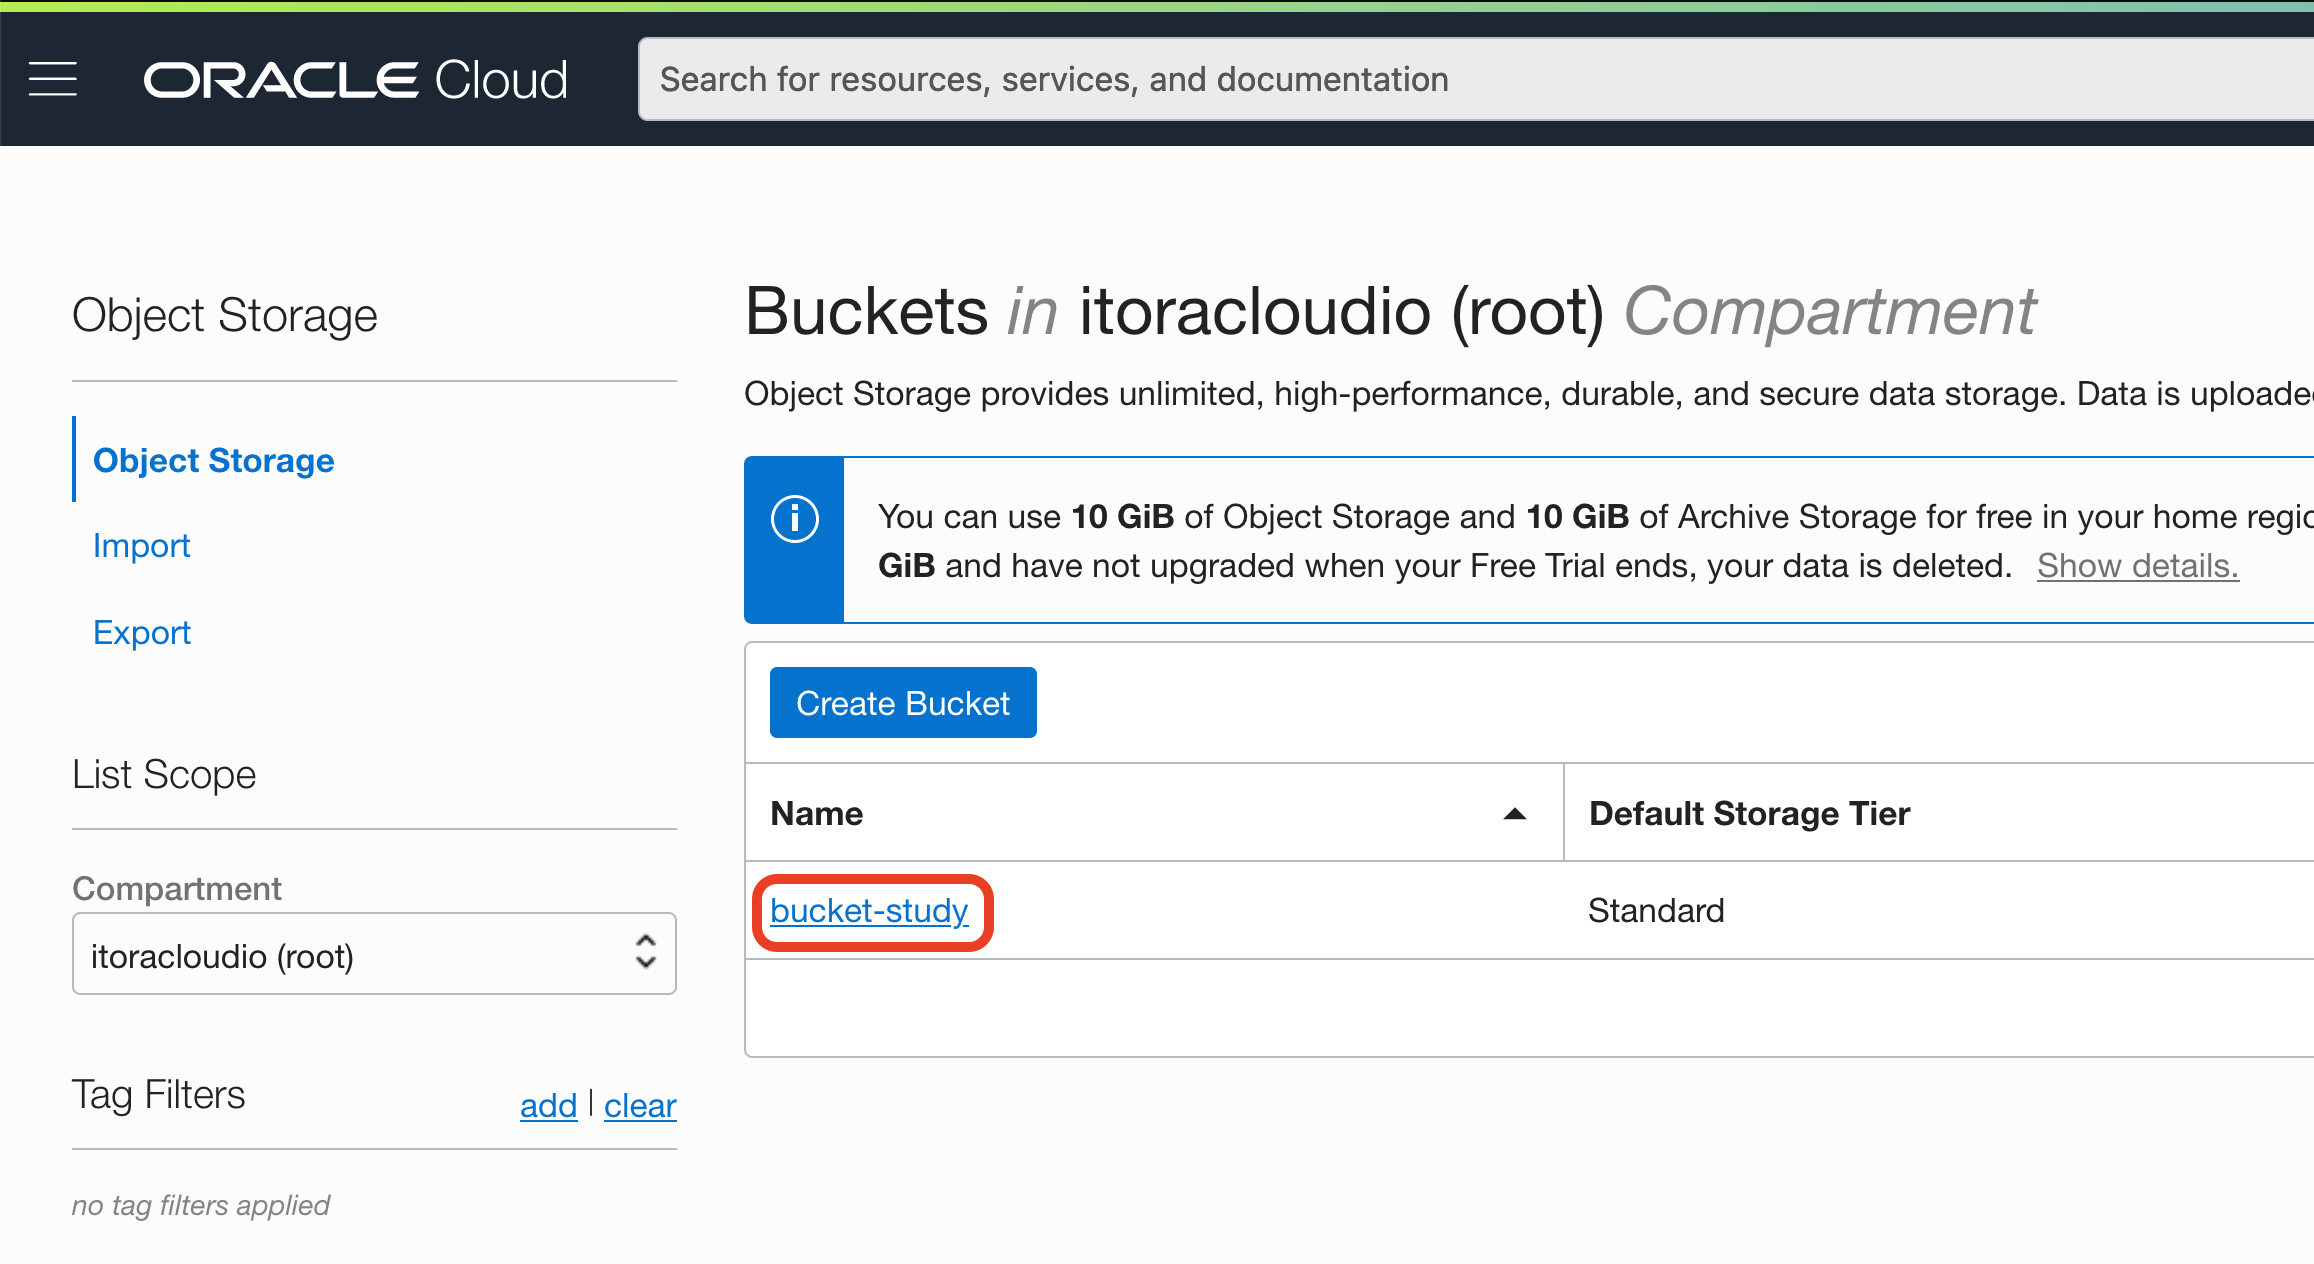 ORACLE Cloud
Search for resources, services, and documentation
Object Storage
Object Storage
Import
Export
List Scope
Compartment
itoracloudio (root)
Tag Filters
add | clear
no tag filters applied
Buckets in itoracloudio (root) Compartment
Object Storage provides unlimited, high-performance, durable, and secure data storage. Data is
You can use 10 GiB of Object Storage and 10 GiB of Archive Storage for free in your home
GiB and have not upgraded when your Free Trial ends, your data is deleted. Show details.
Create Bucket
Name
Default Storage Tier
bucket-study
Standard